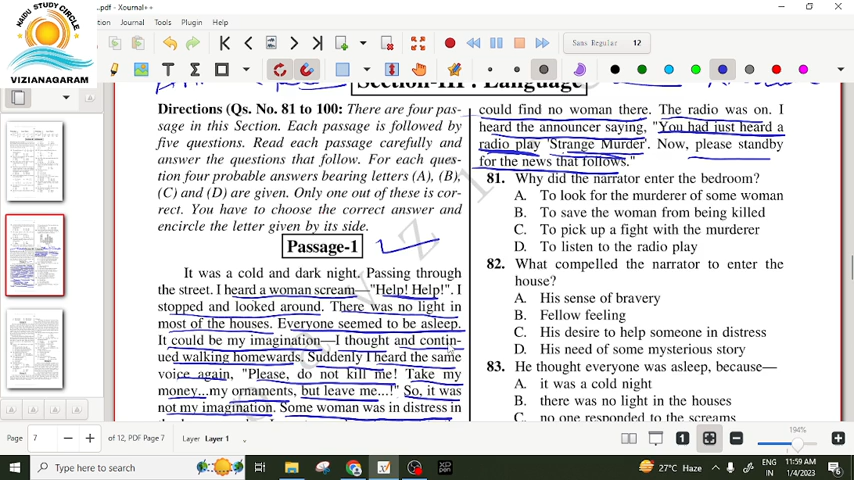 NAIDU STUDY CIRCLE
VIZIANAGARAM
.pdf - Xournal++
Journal Tools Plugin Help
Sans Regular 12
Section-III : Language
Directions (Qs. No. 81 to 100: There are four pas-
sage in this Section. Each passage is followed by
five questions. Read each passage carefully and
answer the questions that follow. For each ques-
tion four probable answers bearing letters (A), (B),
(C) and (D) are given. Only one out of these is cor-
rect. You have to choose the correct answer and
encircle the letter given by its side.
Passage-1
It was a cold and dark night. Passing through
the street. I heard a woman scream—"Help! Help!". I
stopped and looked around. There was no light in
most of the houses. Everyone seemed to be asleep.
It could be my imagination—I thought and contin-
ued walking homewards. Suddenly I heard the same
voice again, "Please, do not kill me! Take my
money...my ornaments, but leave me...!" So, it was
not my imagination. Some woman was in distress in
could find no woman there. The radio was on. I
heard the announcer saying, "You had just heard a
radio play 'Strange Murder'. Now, please standby
for the news that follows."
81. Why did the narrator enter the bedroom?
A. To look for the murderer of some woman
B. To save the woman from being killed
C. To pick up a fight with the murderer
D. To listen to the radio play
82. What compelled the narrator to enter the
house?
A. His sense of bravery
B. Fellow feeling
C. His desire to help someone in distress
D. His need of some mysterious story
83. He thought everyone was asleep, because—
A. it was a cold night
B. there was no light in the houses
C. no one responded to the screams
Page 7 of 12, PDF Page 7 Layer Layer 1
194%
Type here to search
27°C Haze
ENG
IN
11:59 AM
1/4/2023
6